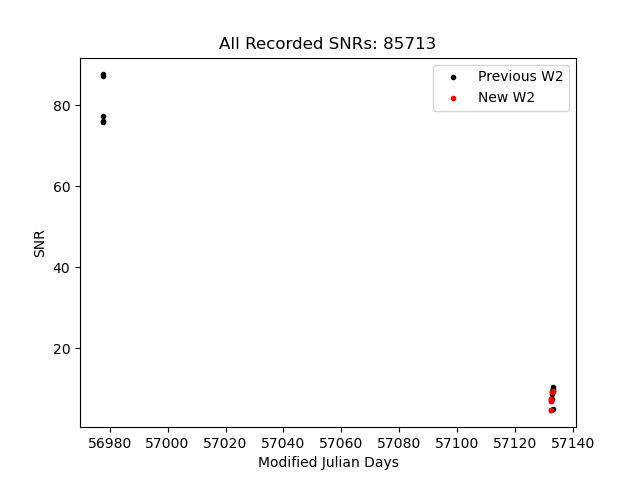 All Recorded SNRs: 85713
Previous W2
New W2
80
60
40
20
SNR
56980 57000 57020 57040 57060 57080 57100 57120 57140
Modified Julian Days